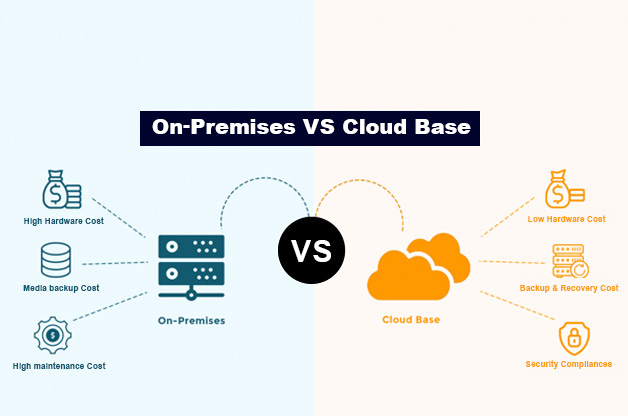 On-Premises VS Cloud Base
High Hardware Cost
Media backup Cost
High maintenance Cost
On-Premises
VS
Cloud Base
Low Hardware Cost
Backup & Recovery Cost
Security Compliances